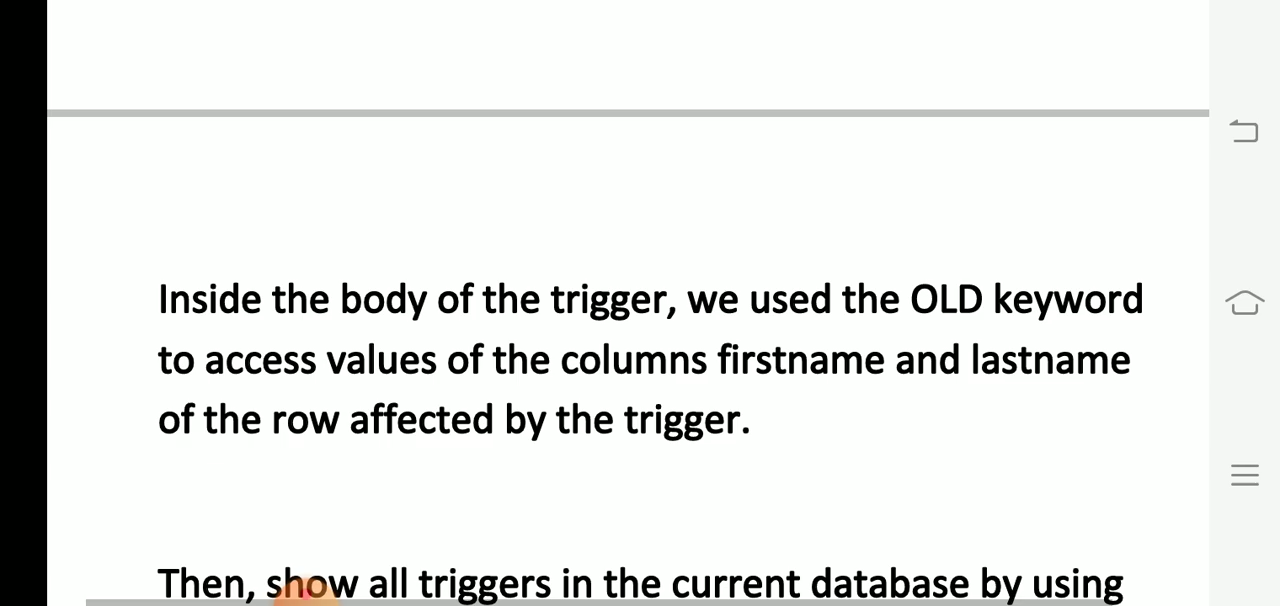 Inside the body of the trigger, we used the OLD keyword
to access values of the columns firstname and lastname
of the row affected by the trigger.
Then, show all triggers in the current database by using